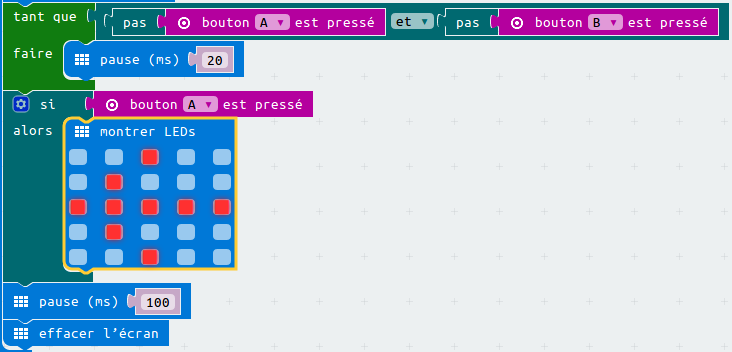 tant que pas bouton A est pressé et pas bouton B est pressé
faire pause (ms) 20
si bouton A est pressé
alors montrer LEDs
pause (ms) 100
effacer l'écran